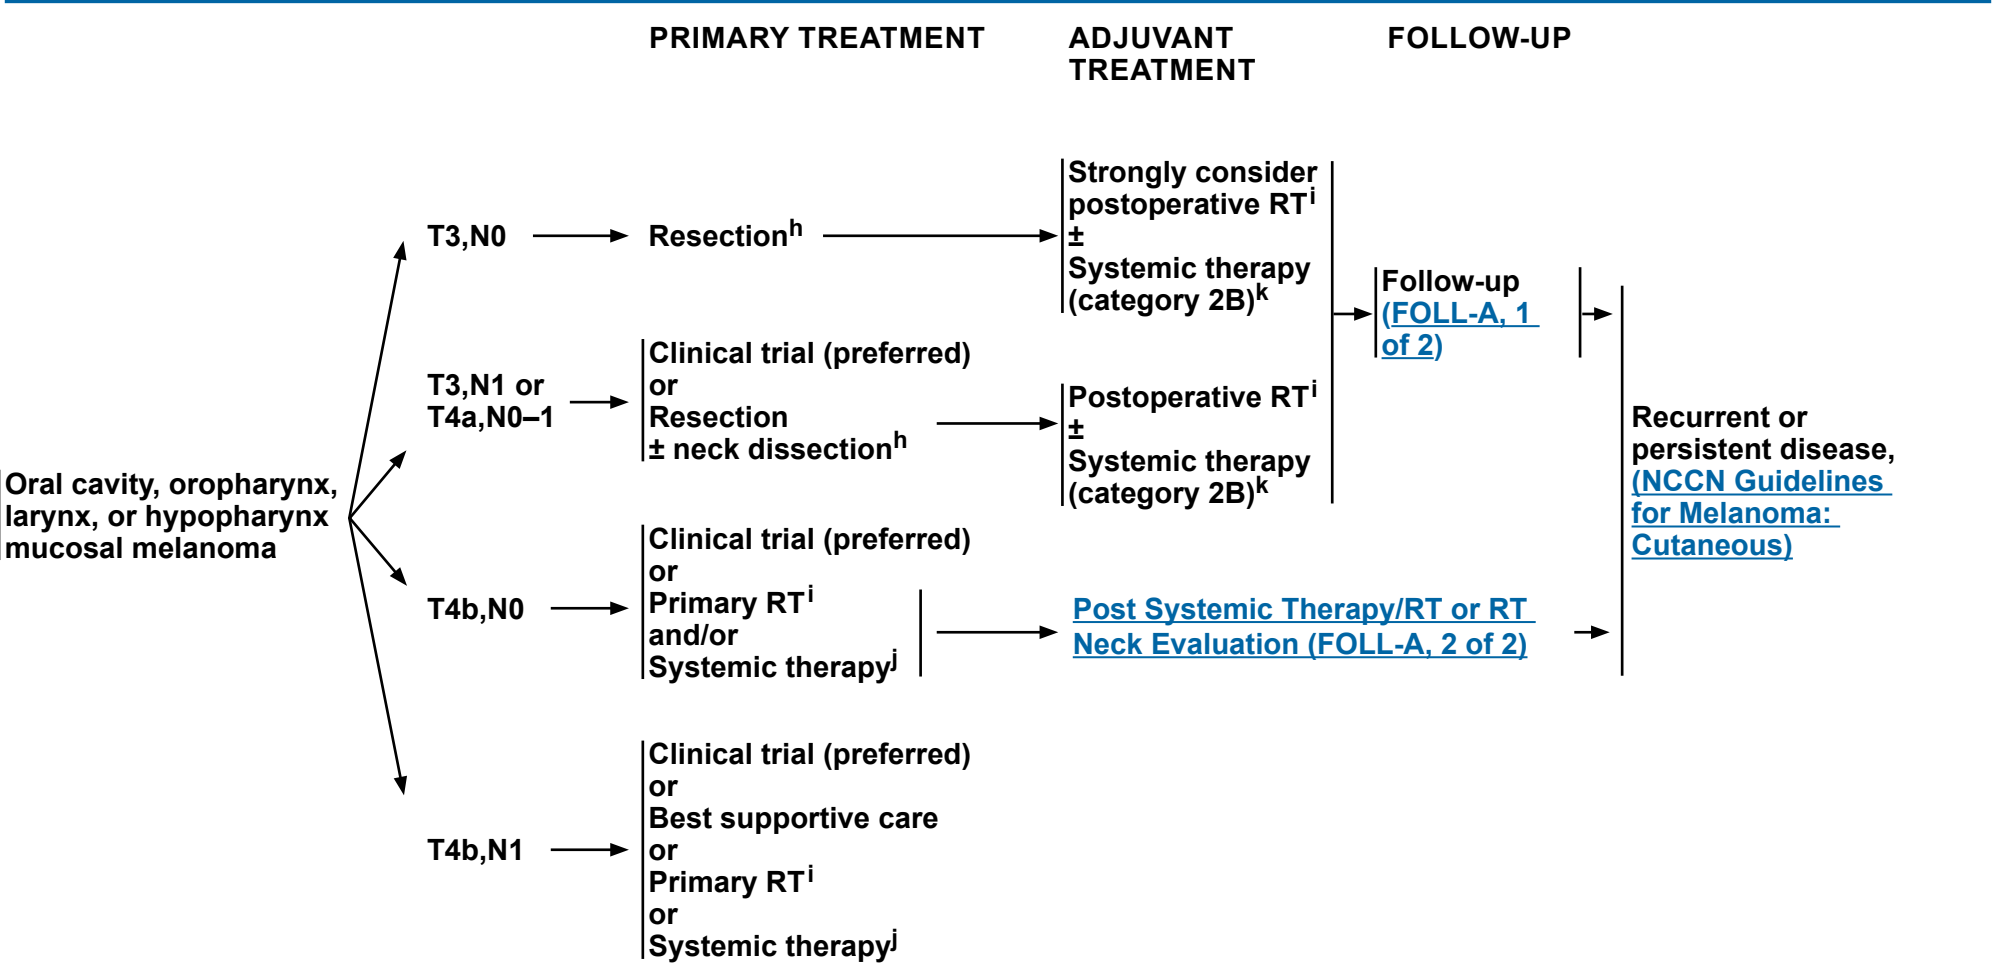 PRIMARY TREATMENT
ADJUVANT
TREATMENT
FOLLOW-UP
Oral cavity, oropharynx,
larynx, or hypopharynx
mucosal melanoma
T3,N0
Resectionʰ
Strongly consider
postoperative RTⁱ
±
Systemic therapy
(category 2B)ᵏ
T3,N1 or
T4a,N0–1
Clinical trial (preferred)
or
Resection
± neck dissectionʰ
Postoperative RTⁱ
±
Systemic therapy
(category 2B)ᵏ
Follow-up
(FOLL-A, 1
of 2)
T4b,N0
Clinical trial (preferred)
or
Primary RTⁱ
and/or
Systemic therapyʲ
Post Systemic Therapy/RT or RT
Neck Evaluation (FOLL-A, 2 of 2)
Recurrent or
persistent disease,
(NCCN Guidelines
for Melanoma:
Cutaneous)
T4b,N1
Clinical trial (preferred)
or
Best supportive care
or
Primary RTⁱ
or
Systemic therapyʲ